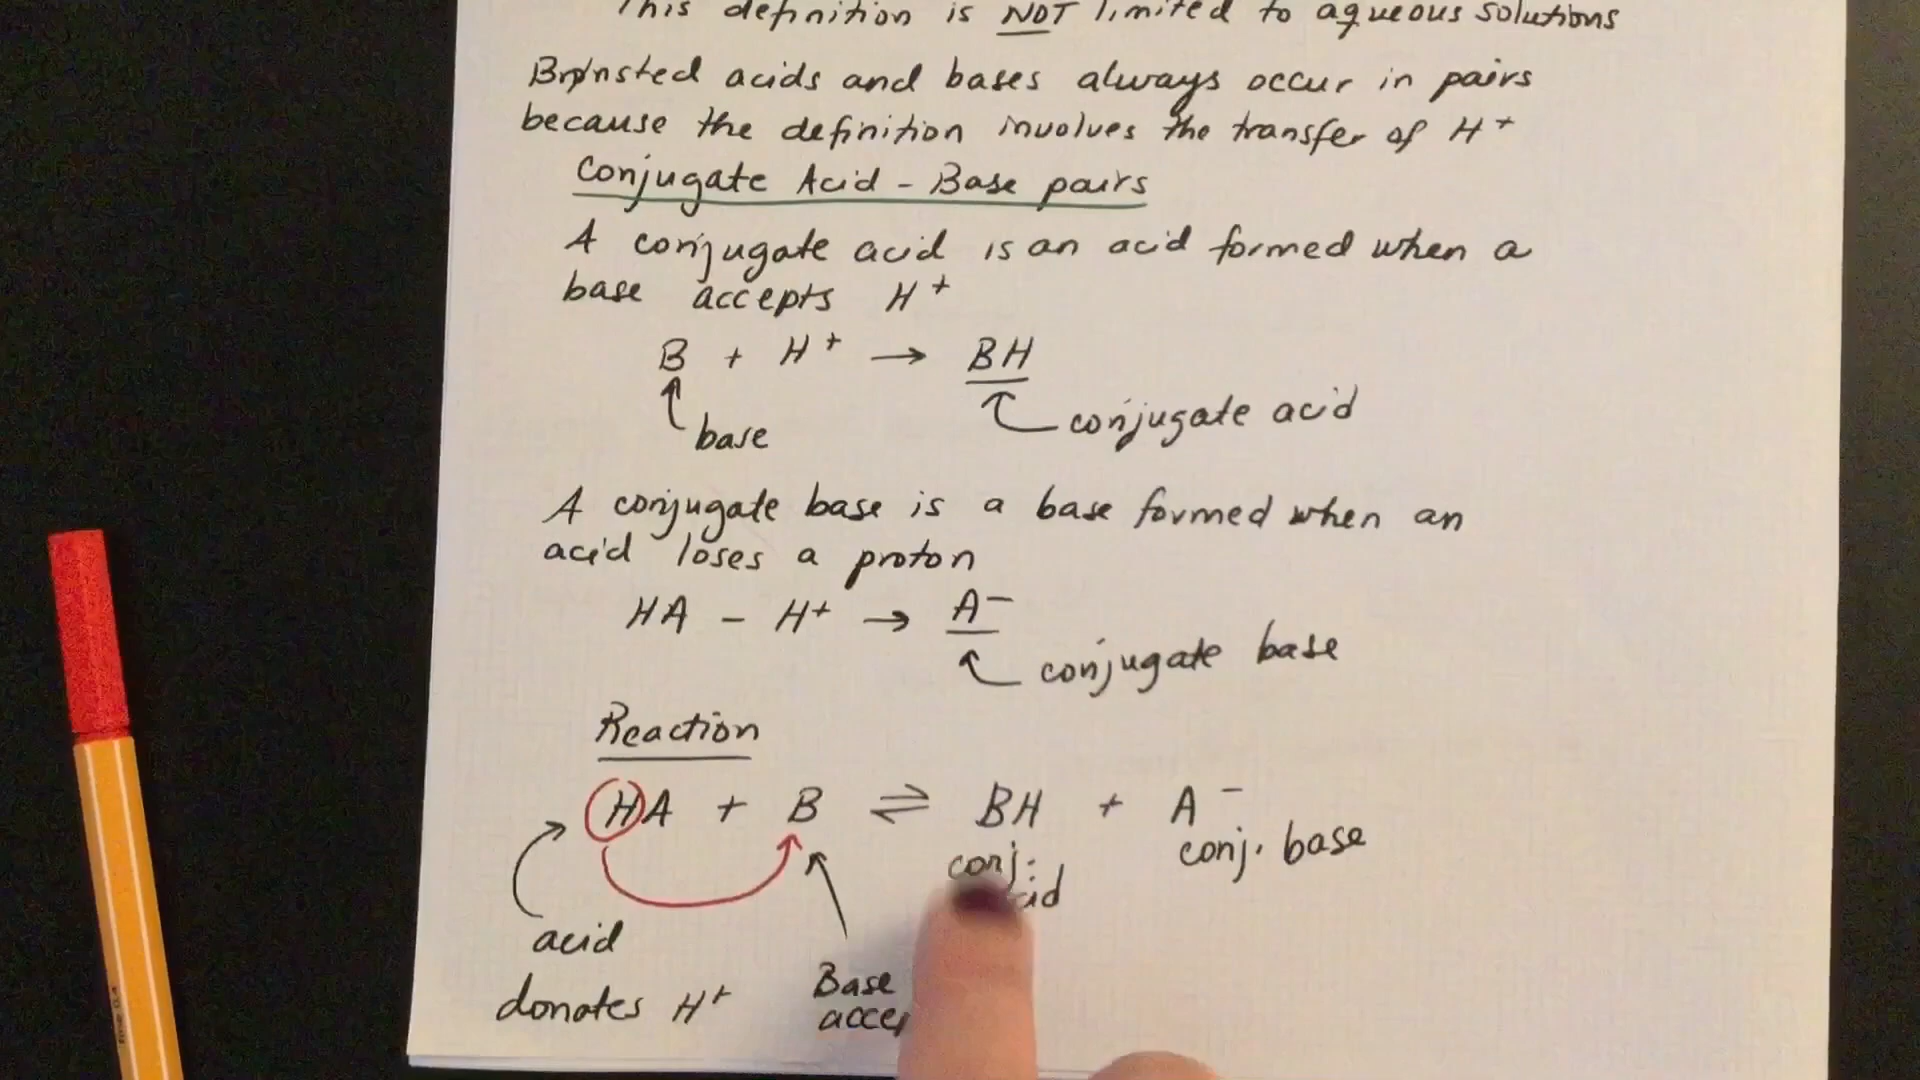 This definition is NOT limited to aqueous solutions
Brønsted acids and bases always occur in pairs
because the definition involves the transfer of H+
Conjugate Acid - Base pairs
A conjugate acid is an acid formed when a
base accepts H+
B + H+ → BH
base
conjugate acid
A conjugate base is a base formed when an
acid loses a proton
HA - H+ → A-
conjugate base
Reaction
HA + B ⇌ BH + A-
conj. conj. base
acid
donates H+
Base